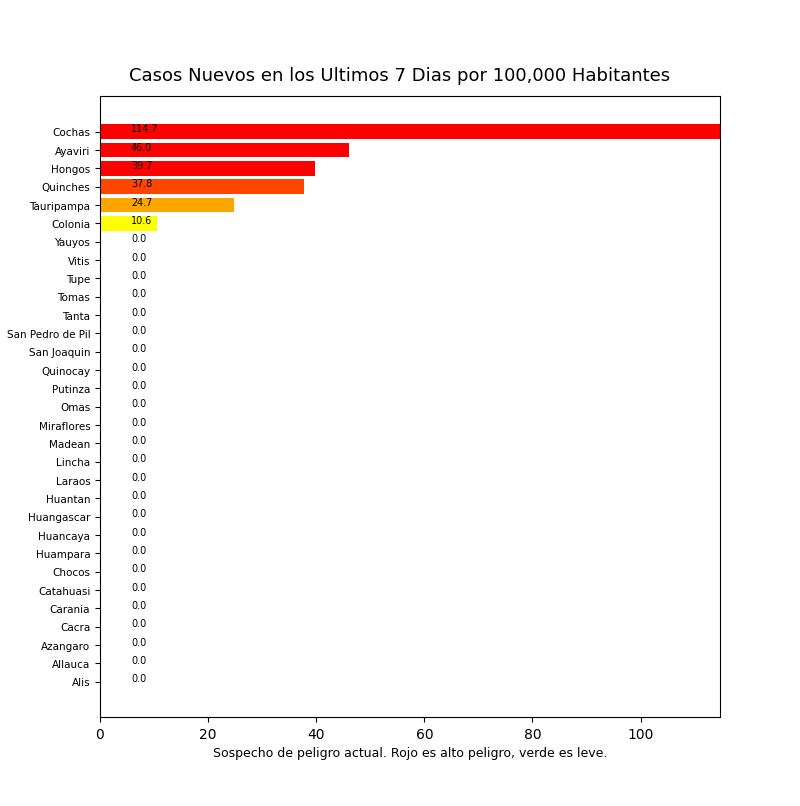 Casos Nuevos en los Ultimos 7 Dias por 100,000 Habitantes
Cochas 114.7
Ayaviri 46.0
Hongos 39.7
Quinches 37.8
Tauripampa 24.7
Colonia 10.6
Yauyos 0.0
Vitis 0.0
Tupe 0.0
Tomas 0.0
Tanta 0.0
San Pedro de Pil 0.0
San Joaquin 0.0
Quinocay 0.0
Putinza 0.0
Omas 0.0
Miraflores 0.0
Madean 0.0
Lincha 0.0
Laraos 0.0
Huantan 0.0
Huangascar 0.0
Huancaya 0.0
Huampara 0.0
Chocos 0.0
Catahuasi 0.0
Carania 0.0
Cacra 0.0
Azangaro 0.0
Allauca 0.0
Alis 0.0
0 20 40 60 80 100
Sospecho de peligro actual. Rojo es alto peligro, verde es leve.